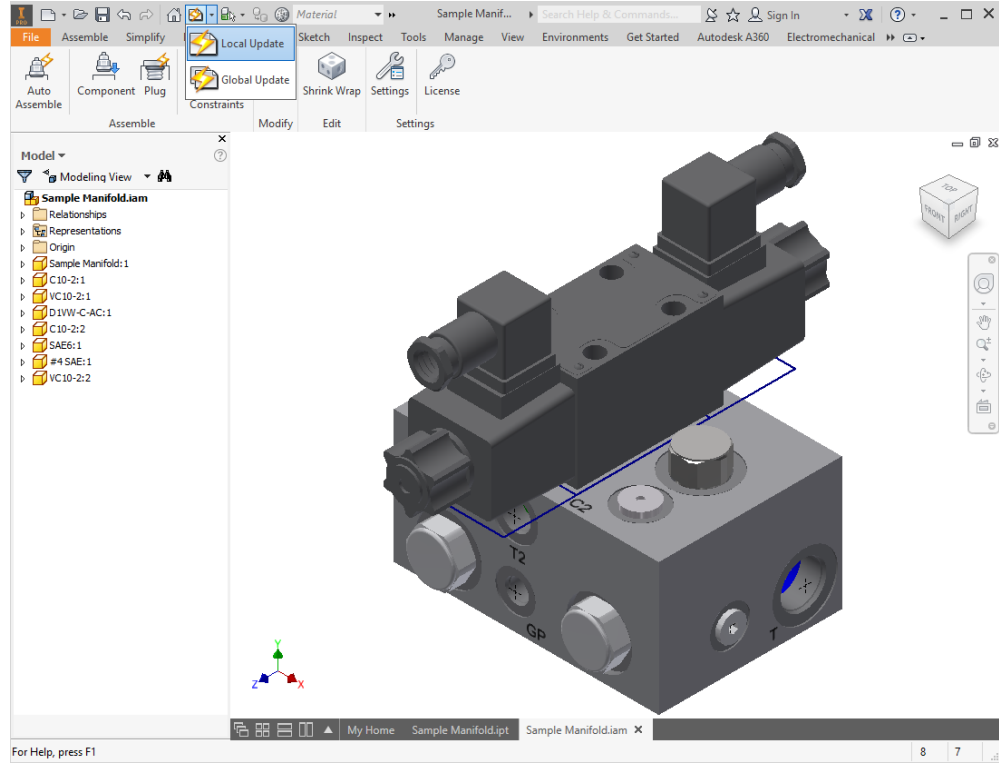 I
PRO
Material
Sample Manif...
Search Help & Commands...
Sign In
File
Assemble
Simplify
Sketch
Inspect
Tools
Manage
View
Environments
Get Started
Autodesk A360
Electromechanical
Local Update
Global Update
Auto
Assemble
Component
Plug
Constraints
Shrink Wrap
Settings
License
Assemble
Modify
Edit
Settings
Model
Modeling View
Sample Manifold.iam
Relationships
Representations
Origin
Sample Manifold:1
C10-2:1
VC10-2:1
D1VW-C-AC:1
C10-2:2
SAE6:1
#4 SAE:1
VC10-2:2
TOP
FRONT
RIGHT
C2
T2
GP
T
Y
Z
X
My Home
Sample Manifold.ipt
Sample Manifold.iam
For Help, press F1
8
7